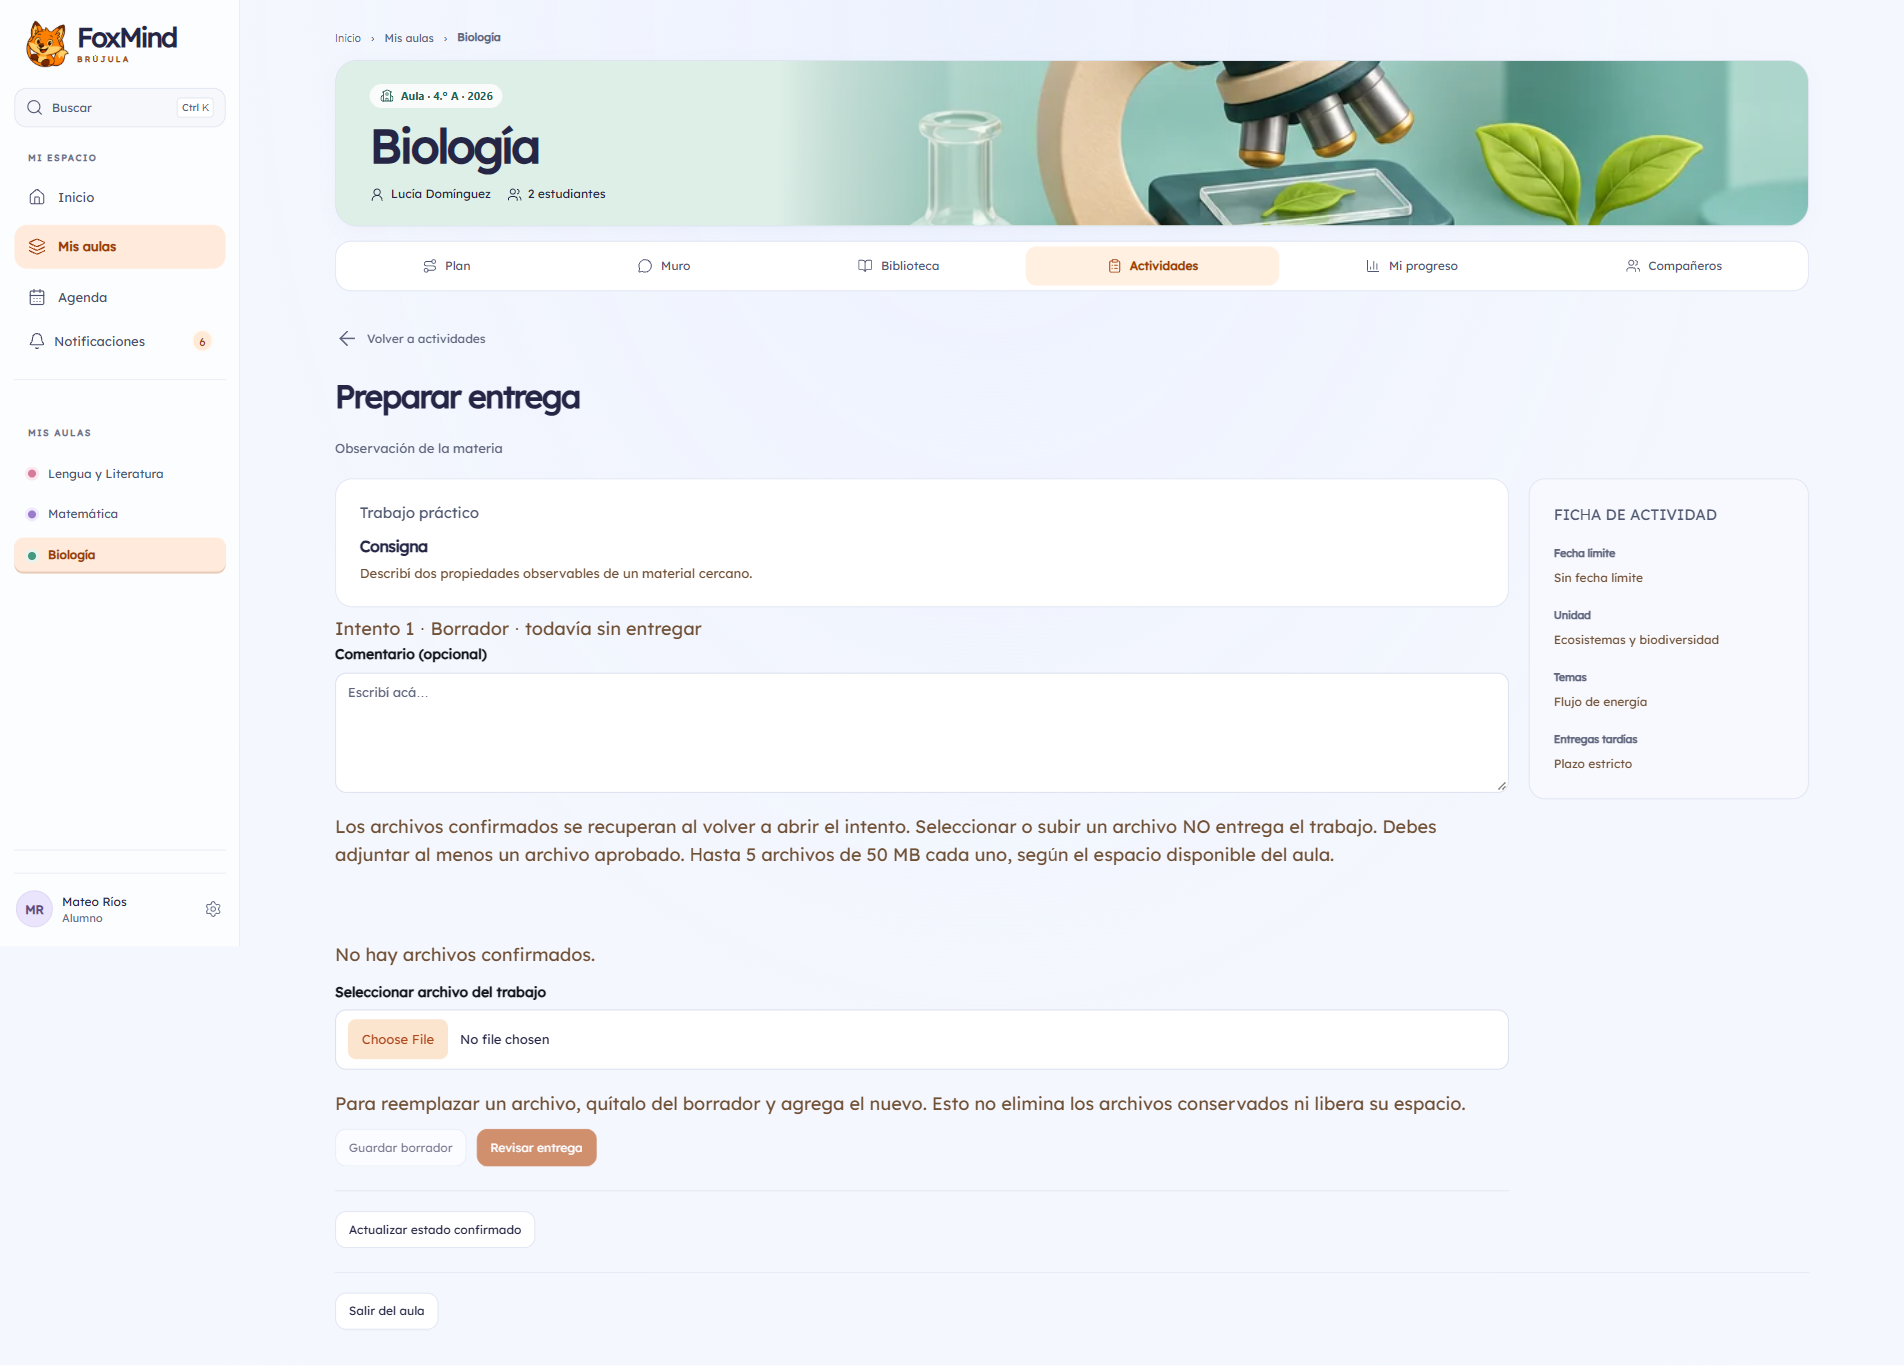 FoxMind
BRÚJULA
Buscar
Ctrl K
MI ESPACIO
Inicio
Mis aulas
Agenda
Notificaciones
6
MIS AULAS
Lengua y Literatura
Matemática
Biología
MR
Mateo Ríos
Alumno
Inicio › Mis aulas › Biología
Aula · 4.º A · 2026
Biología
Lucía Domínguez 2 estudiantes
Plan
Muro
Biblioteca
Actividades
Mi progreso
Compañeros
Volver a actividades
Preparar entrega
Observación de la materia
Trabajo práctico
Consigna
Describí dos propiedades observables de un material cercano.
Intento 1 · Borrador · todavía sin entregar
Comentario (opcional)
Escribí acá...
Los archivos confirmados se recuperan al volver a abrir el intento. Seleccionar o subir un archivo NO entrega el trabajo. Debes
adjuntar al menos un archivo aprobado. Hasta 5 archivos de 50 MB cada uno, según el espacio disponible del aula.
No hay archivos confirmados.
Seleccionar archivo del trabajo
Choose File No file chosen
Para reemplazar un archivo, quítalo del borrador y agrega el nuevo. Esto no elimina los archivos conservados ni libera su espacio.
Guardar borrador
Revisar entrega
Actualizar estado confirmado
Salir del aula
FICHA DE ACTIVIDAD
Fecha límite
Sin fecha límite
Unidad
Ecosistemas y biodiversidad
Temas
Flujo de energía
Entregas tardías
Plazo estricto